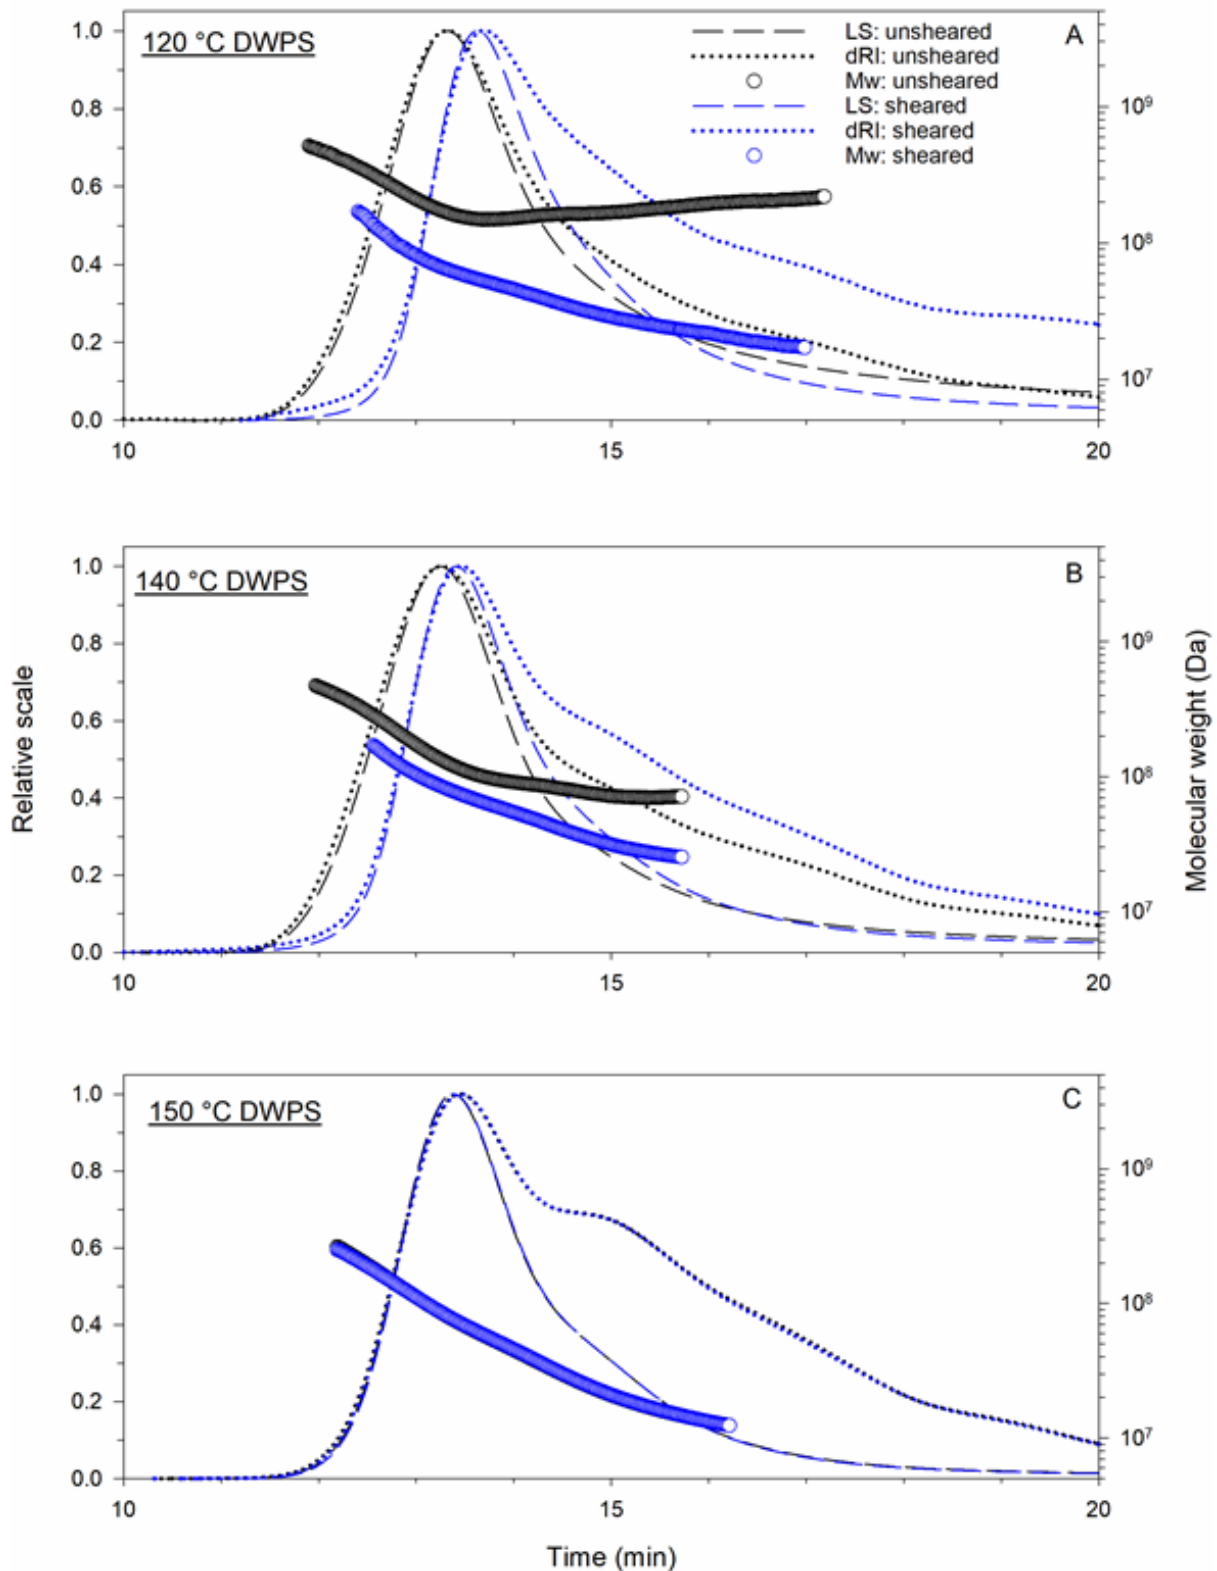 120 °C DWPS
A
LS: unsheared
dRI: unsheared
Mw: unsheared
LS: sheared
dRI: sheared
Mw: sheared
1.0
0.8
0.6
0.4
0.2
0.0
10⁹
10⁸
10⁷
10
15
20
140 °C DWPS
B
1.0
0.8
0.6
0.4
0.2
0.0
10⁹
10⁸
10⁷
10
15
20
Relative scale
Molecular weight (Da)
150 °C DWPS
C
1.0
0.8
0.6
0.4
0.2
0.0
10⁹
10⁸
10⁷
10
15
20
Time (min)